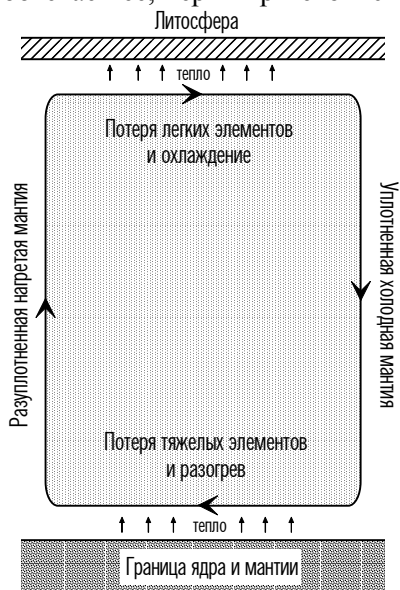 Литосфера
тепло
Потеря легких элементов
и охлаждение
Разуплотненная нагретая мантия
Уплотненная холодная мантия
Потеря тяжелых элементов
и разогрев
тепло
Граница ядра и мантии